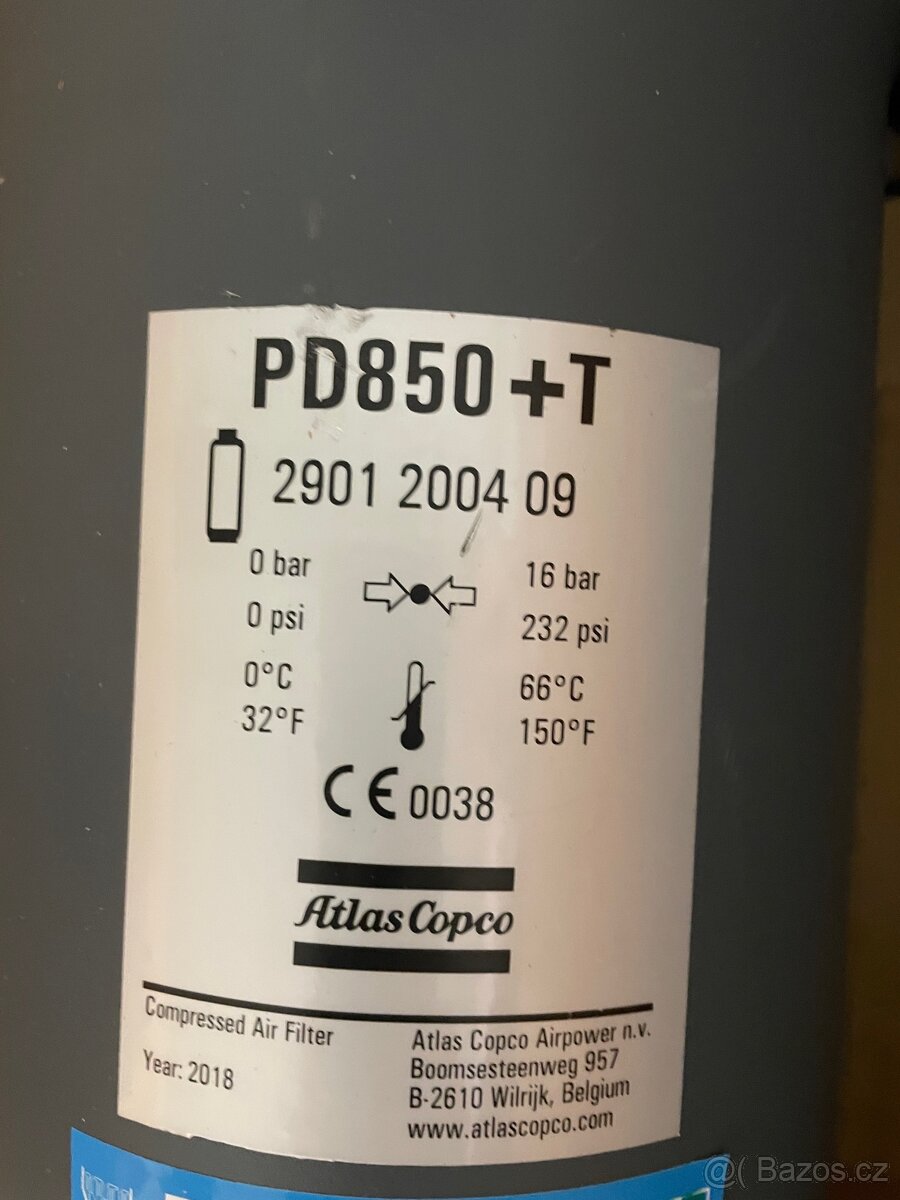 PD850+T
2901 2004 09
0 bar 16 bar
0 psi 232 psi
0°C 66°C
32°F 150°F
CE 0038
Atlas Copco
Compressed Air Filter
Year: 2018
Atlas Copco Airpower n.v.
Boomsesteenweg 957
B-2610 Wilrijk, Belgium
www.atlascopco.com
@( Bazos.cz